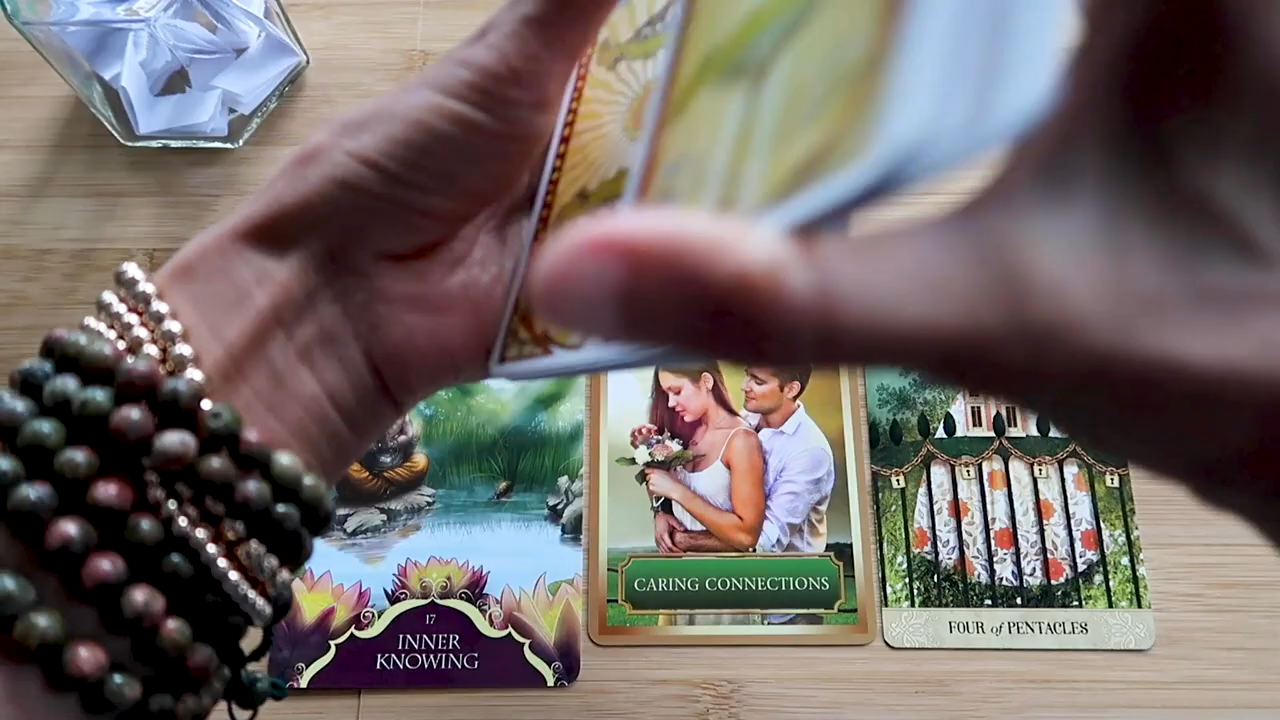 17
INNER
KNOWING
CARING CONNECTIONS
FOUR of PENTACLES